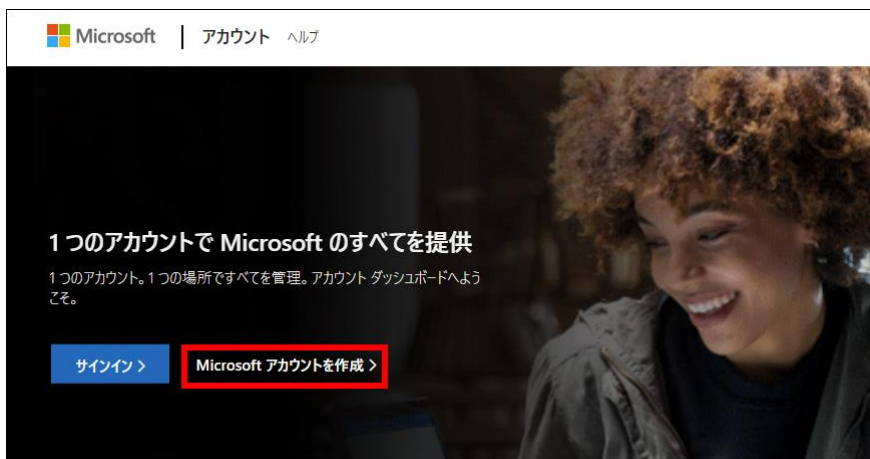 Microsoft | アカウント ヘルプ
1 つのアカウントで Microsoft のすべてを提供
1 つのアカウント。1 つの場所ですべてを管理。アカウント ダッシュボードへよう
こそ。
サインイン > Microsoft アカウントを作成 >